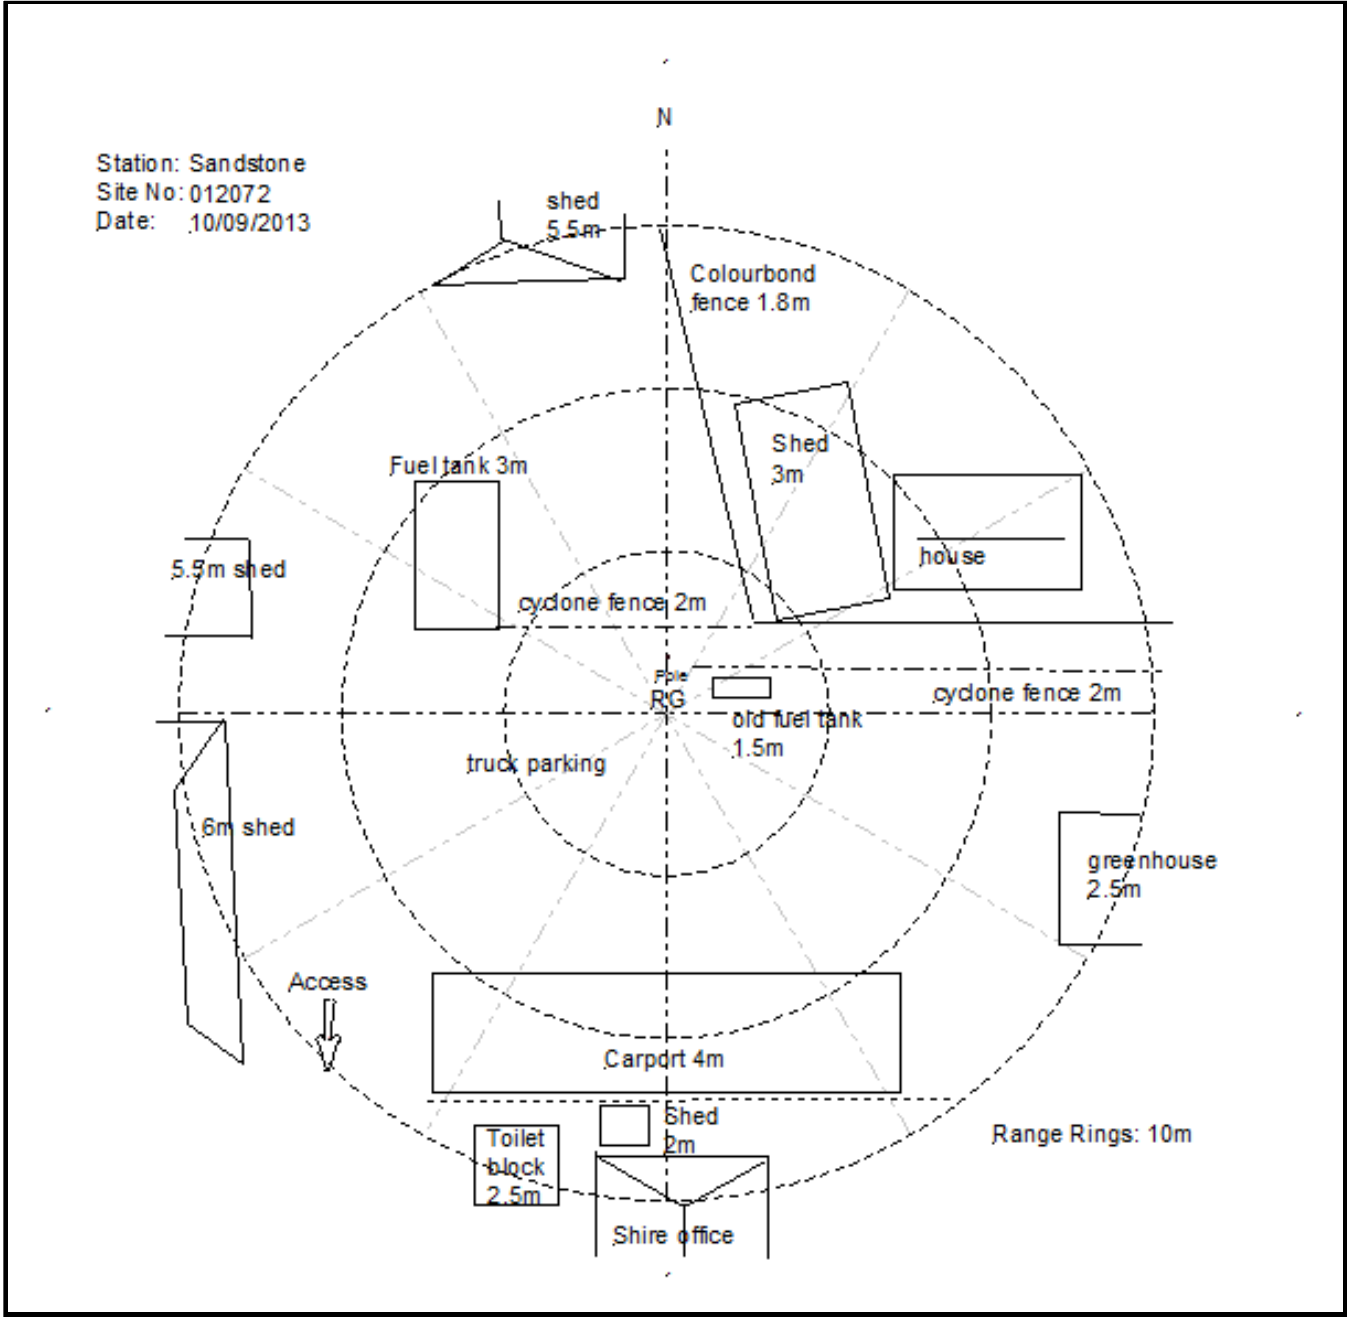 N
Station: Sandstone
Site No: 012072
Date: 10/09/2013
shed
5.5m
Colourbond
fence 1.8m
Shed
3m
Fuel tank 3m
house
5.5m shed
cyclone fence 2m
Pole
RG
cyclone fence 2m
old fuel tank
1.5m
truck parking
6m shed
greenhouse
2.5m
Access
Carport 4m
Shed
2m
Toilet
block
2.5m
Range Rings: 10m
Shire office